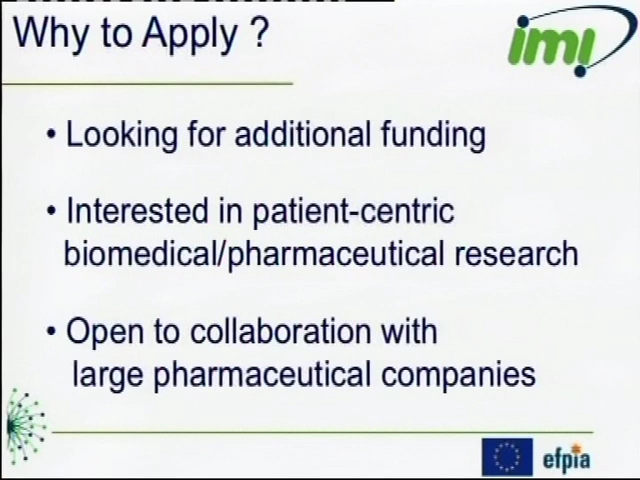 Why to Apply ?
imi
• Looking for additional funding
• Interested in patient-centric
biomedical/pharmaceutical research
• Open to collaboration with
large pharmaceutical companies
efpia